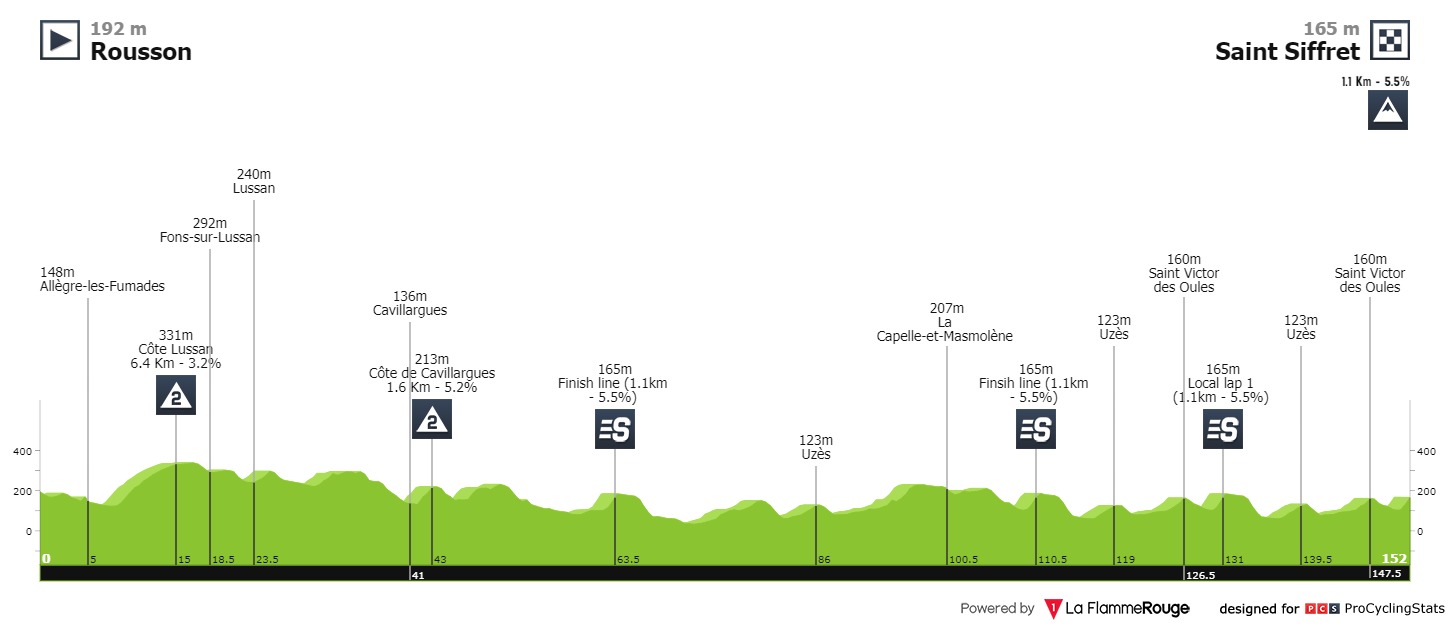 192 m
Rousson
165 m
Saint Siffret
1.1 Km - 5.5%
240m
Lussan
292m
Fons-sur-Lussan
148m
Allègre-les-Fumades
331m
Côte Lussan
6.4 Km - 3.2%
2
136m
Cavillargues
213m
Côte de Cavillargues
1.6 Km - 5.2%
2
165m
Finish line (1.1km
- 5.5%)
S
123m
Uzès
207m
La
Capelle-et-Masmolène
165m
Finsih line (1.1km
- 5.5%)
S
123m
Uzès
160m
Saint Victor
des Oules
165m
Local lap 1
(1.1km - 5.5%)
S
123m
Uzès
160m
Saint Victor
des Oules
400
200
0
400
200
0
0
5
15
18.5
23.5
41
43
63.5
86
100.5
110.5
119
126.5
131
139.5
147.5
152
Powered by 1 La FlammeRouge
designed for PCS ProCyclingStats